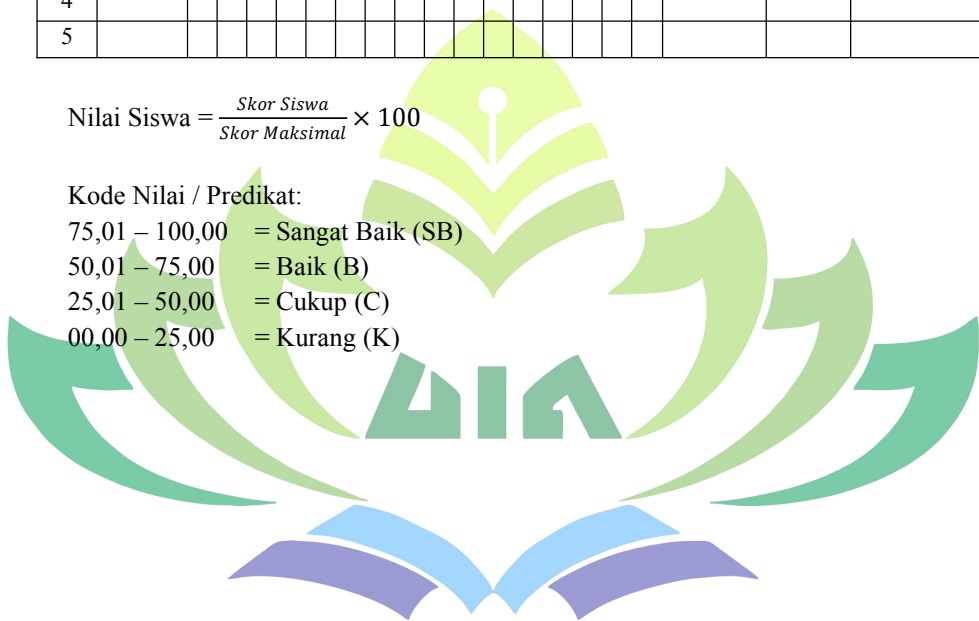 4
5
Nilai Siswa = Skor Siswa / Skor Maksimal × 100
Kode Nilai / Predikat:
75,01 – 100,00 = Sangat Baik (SB)
50,01 – 75,00 = Baik (B)
25,01 – 50,00 = Cukup (C)
00,00 – 25,00 = Kurang (K)
UIN